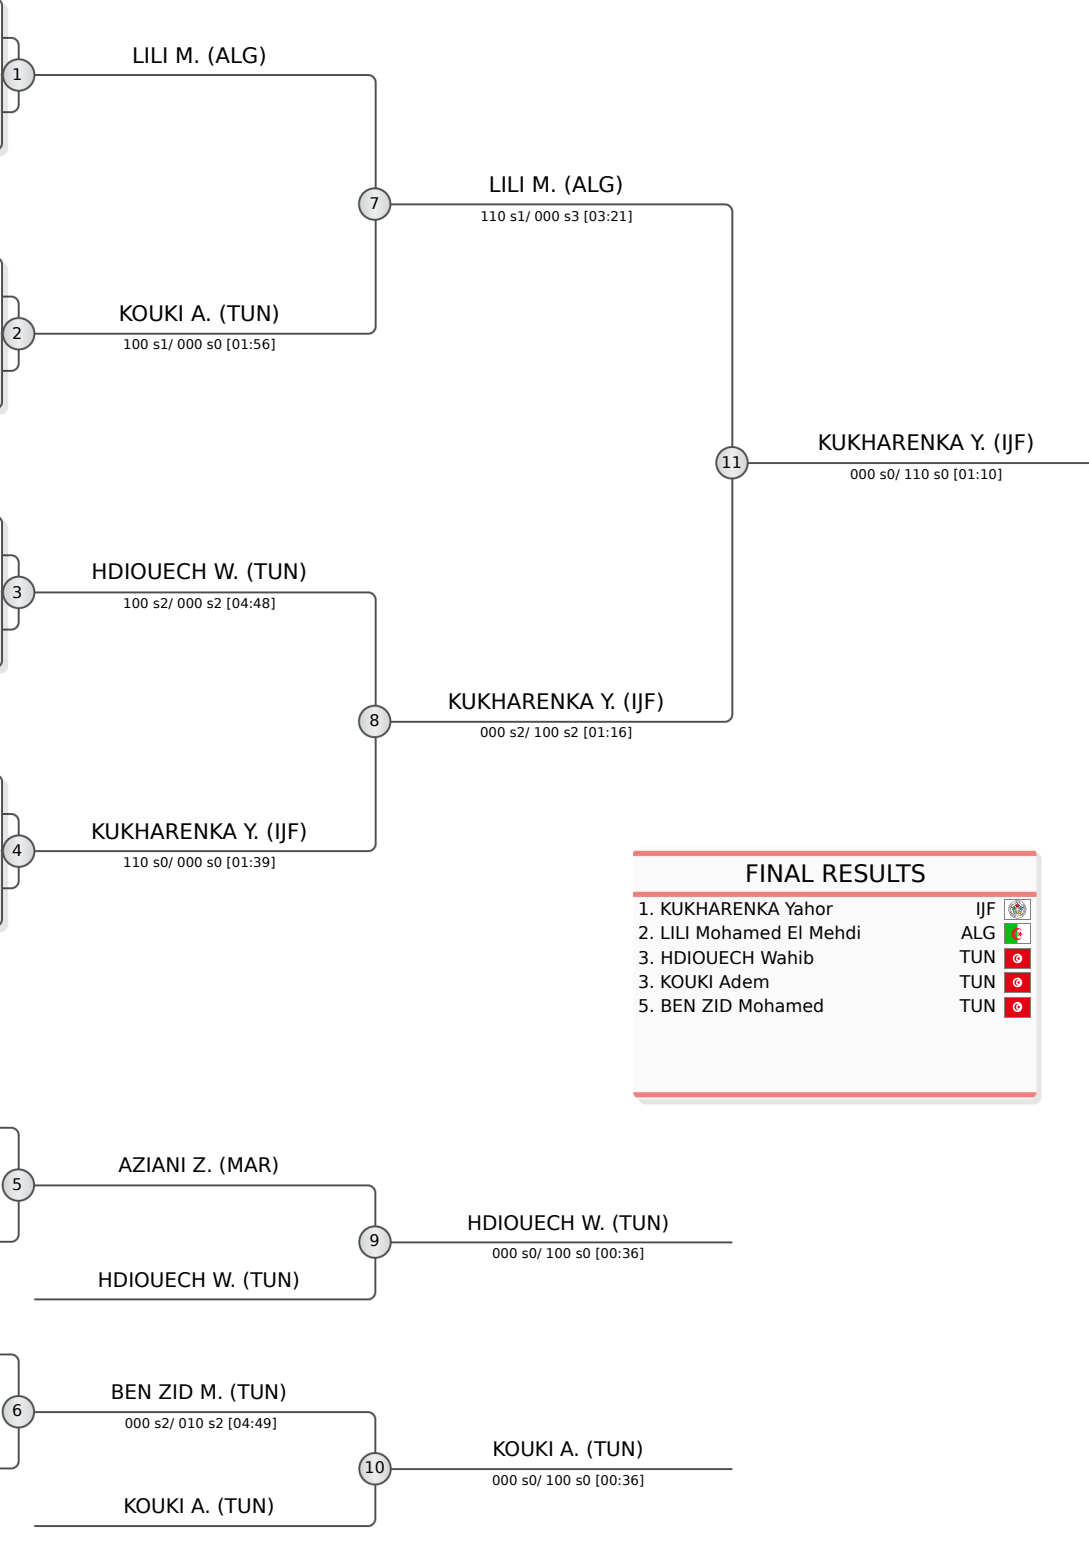 LILI M. (ALG)
1
LILI M. (ALG)
7
110 s1/ 000 s3 [03:21]
KOUKI A. (TUN)
2
100 s1/ 000 s0 [01:56]
KUKHARENKA Y. (IJF)
11
000 s0/ 110 s0 [01:10]
HDIOUECH W. (TUN)
3
100 s2/ 000 s2 [04:48]
KUKHARENKA Y. (IJF)
8
000 s2/ 100 s2 [01:16]
KUKHARENKA Y. (IJF)
4
110 s0/ 000 s0 [01:39]
FINAL RESULTS
1. KUKHARENKA Yahor IJF
2. LILI Mohamed El Mehdi ALG
3. HDIOUECH Wahib TUN
3. KOUKI Adem TUN
5. BEN ZID Mohamed TUN
AZIANI Z. (MAR)
5
HDIOUECH W. (TUN)
9
000 s0/ 100 s0 [00:36]
HDIOUECH W. (TUN)
BEN ZID M. (TUN)
6
000 s2/ 010 s2 [04:49]
KOUKI A. (TUN)
10
000 s0/ 100 s0 [00:36]
KOUKI A. (TUN)